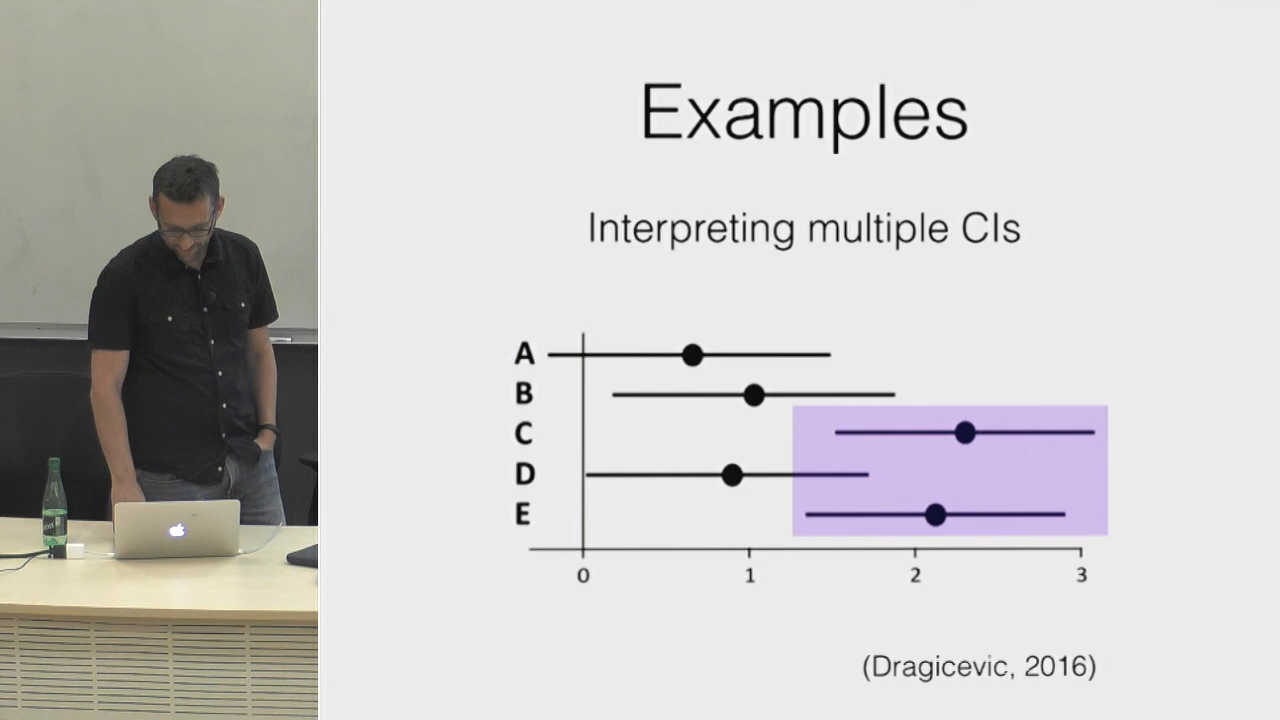 Examples
Interpreting multiple CIs
A
B
C
D
E
0 1 2 3
(Dragicevic, 2016)